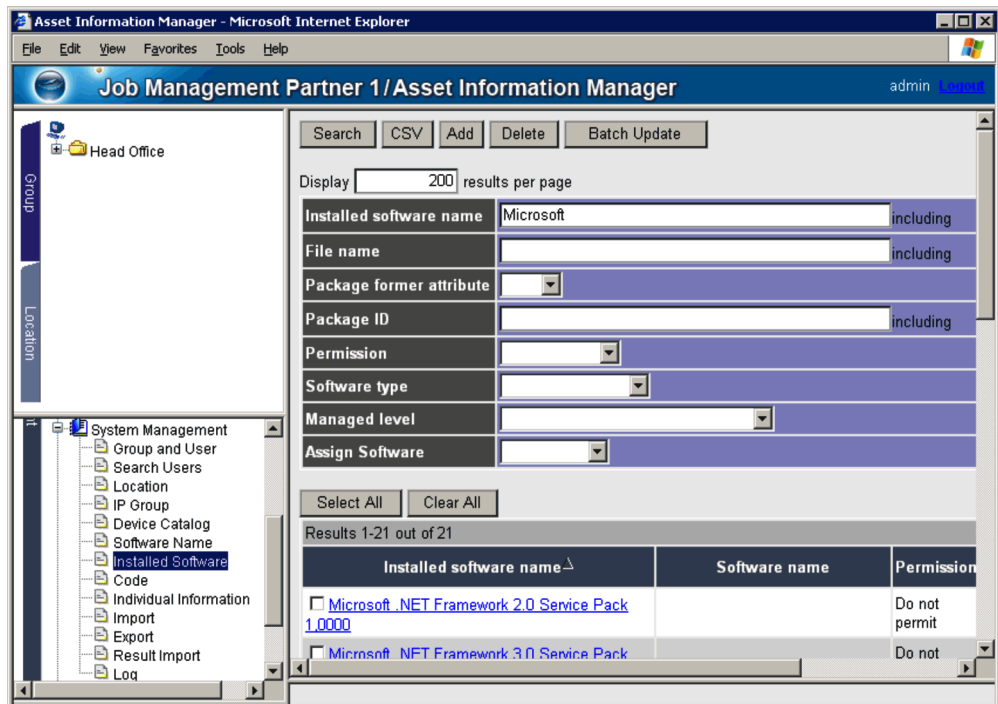 Asset Information Manager - Microsoft Internet Explorer
File Edit View Favorites Tools Help
Job Management Partner 1/Asset Information Manager
admin Logout
Group
Location
Head Office
Search CSV Add Delete Batch Update
Display 200 results per page
Installed software name Microsoft including
File name including
Package former attribute
Package ID including
Permission
Software type
Managed level
Assign Software
Select All Clear All
Results 1-21 out of 21
Installed software name Software name Permission
Microsoft .NET Framework 2.0 Service Pack Do not
1,0000 permit
Microsoft .NET Framework 3.0 Service Pack Do not
System Management
Group and User
Search Users
Location
IP Group
Device Catalog
Software Name
Installed Software
Code
Individual Information
Import
Export
Result Import
Log